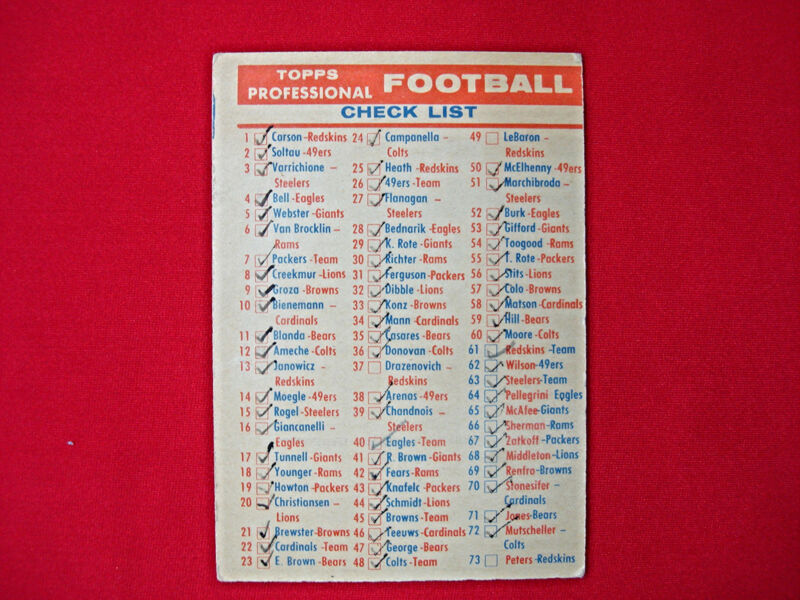 TOPPS
PROFESSIONAL FOOTBALL
CHECK LIST
1 Carson-Redskins
2 Soltau-49ers
3 Varrichione –
Steelers
4 Bell-Eagles
5 Webster-Giants
6 Van Brocklin –
Rams
7 Packers-Team
8 Creekmur-Lions
9 Groza-Browns
10 Bienemann –
Cardinals
11 Blanda-Bears
12 Ameche-Colts
13 Janowicz –
Redskins
14 Moegle-49ers
15 Rogel-Steelers
16 Giancanelli –
Eagles
17 Tunnell-Giants
18 Younger-Rams
19 Howton-Packers
20 Christiansen –
Lions
21 Brewster-Browns
22 Cardinals-Team
23 E. Brown-Bears
24 Campanella –
Colts
25 Heath-Redskins
26 49ers-Team
27 Flanagan –
Steelers
28 Bednarik-Eagles
29 K. Rote-Giants
30 Richter-Rams
31 Ferguson-Packers
32 Dibble-Lions
33 Konz-Browns
34 Mann-Cardinals
35 Casares-Bears
36 Donovan-Colts
37 Drazenovich –
Redskins
38 Arenas-49ers
39 Chandnois –
Steelers
40 Eagles-Team
41 R. Brown-Giants
42 Fears-Rams
43 Knafelc-Packers
44 Schmidt-Lions
45 Browns-Team
46 Teeuws-Cardinals
47 George-Bears
48 Colts-Team
49 LeBaron –
Redskins
50 McElhenny-49ers
51 Marchibroda –
Steelers
52 Burk-Eagles
53 Gifford-Giants
54 Toogood-Rams
55 T. Rote-Packers
56 Stits-Lions
57 Colo-Browns
58 Matson-Cardinals
59 Hill-Bears
60 Moore-Colts
61 Redskins-Team
62 Wilson-49ers
63 Steelers-Team
64 Pellegrini Eagles
65 McAfee-Giants
66 Sherman-Rams
67 Zatkoff-Packers
68 Middleton-Lions
69 Renfro-Browns
70 Stonesifer –
Cardinals
71 Jones-Bears
72 Mutscheller –
Colts
73 Peters-Redskins